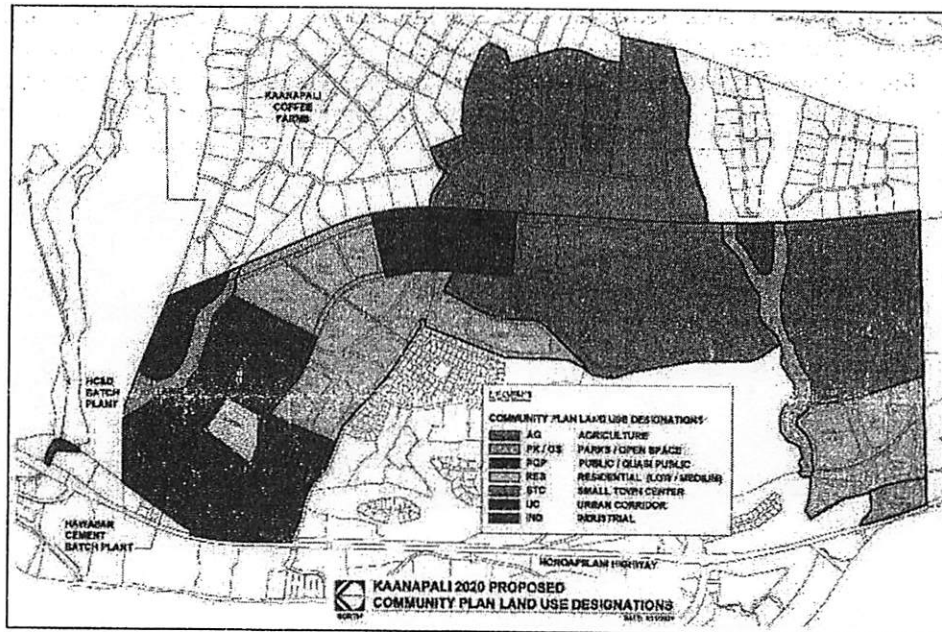 KAANAPALI
COFFEE
FARMS
HC&D
BATCH
PLANT
LEGEND
COMMUNITY PLAN LAND USE DESIGNATIONS
AG AGRICULTURE
PK / OS PARKS / OPEN SPACE
PQP PUBLIC / QUASI PUBLIC
RES RESIDENTIAL (LOW / MEDIUM)
STC SMALL TOWN CENTER
UC URBAN CORRIDOR
IND INDUSTRIAL
HAWAIIAN
CEMENT
BATCH PLANT
HONOAPIILANI HIGHWAY
KAANAPALI 2020 PROPOSED
COMMUNITY PLAN LAND USE DESIGNATIONS
NORTH
DATE: